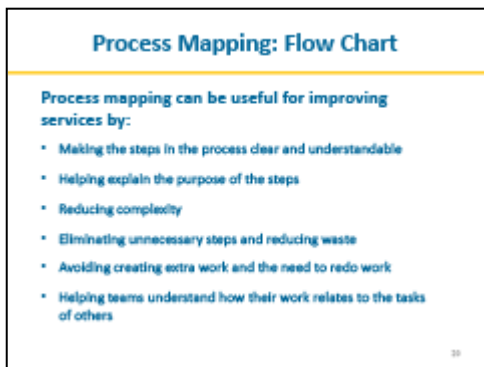 Process Mapping: Flow Chart
Process mapping can be useful for improving
services by:
• Making the steps in the process clear and understandable
• Helping explain the purpose of the steps
• Reducing complexity
• Eliminating unnecessary steps and reducing waste
• Avoiding creating extra work and the need to redo work
• Helping teams understand how their work relates to the tasks
of others